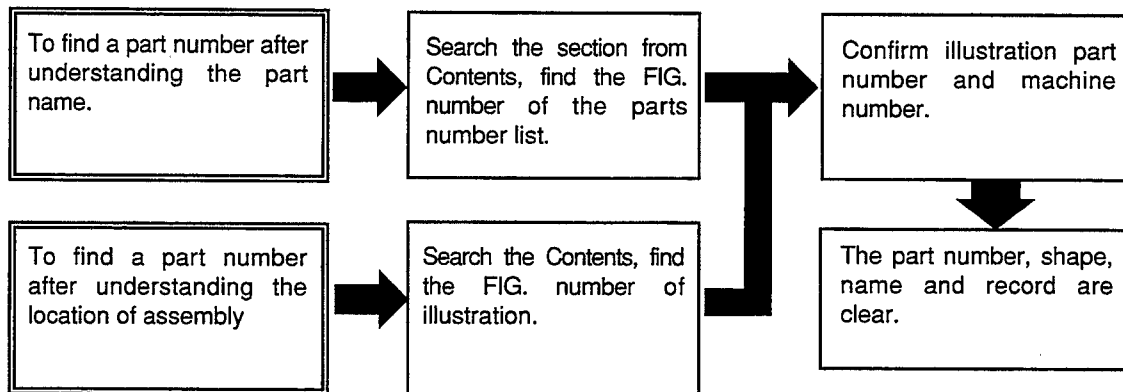 To find a part number after
understanding the part
name.
Search the section from
Contents, find the FIG.
number of the parts
number list.
Confirm illustration part
number and machine
number.
To find a part number
after understanding the
location of assembly
Search the Contents, find
the FIG. number of
illustration.
The part number, shape,
name and record are
clear.